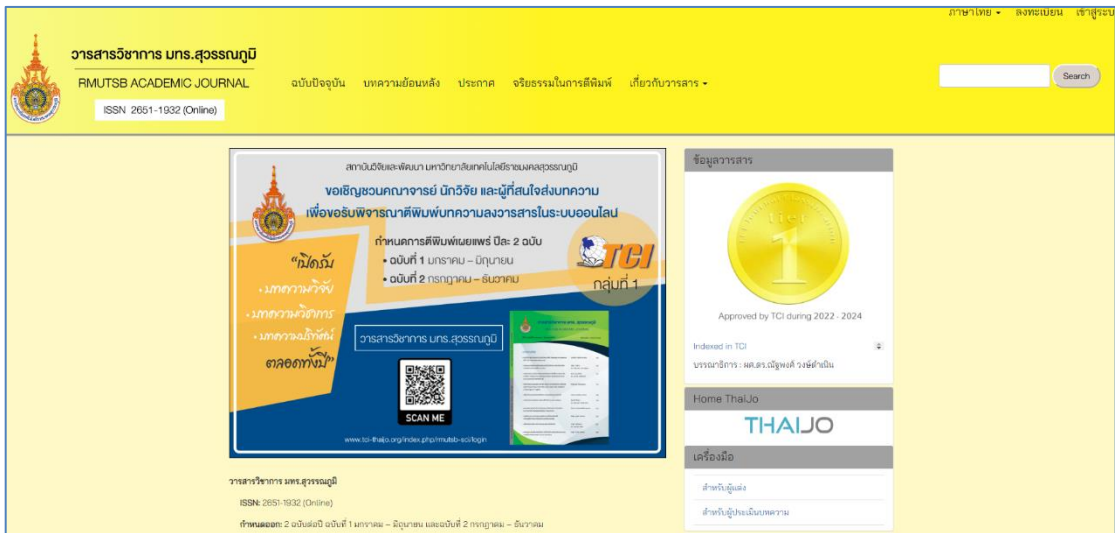 ภาษาไทย ลงทะเบียน เข้าสู่ระบ
วารสารวิชาการ มทร.สุวรรณภูมิ
RMUTSB ACADEMIC JOURNAL
ISSN 2651-1932 (Online)
ฉบับปัจจุบัน บทความย้อนหลัง ประกาศ จริยธรรมในการตีพิมพ์ เกี่ยวกับวารสาร
Search
สถาบันวิจัยและพัฒนา มหาวิทยาลัยเทคโนโลยีราชมงคลสุวรรณภูมิ
ขอเชิญชวนคณาจารย์ นักวิจัย และผู้ที่สนใจส่งบทความ
เพื่อขอรับพิจารณาตีพิมพ์บทความลงวารสารในระบบออนไลน์
กำหนดการตีพิมพ์เผยแพร่ ปีละ 2 ฉบับ
• ฉบับที่ 1 มกราคม – มิถุนายน
• ฉบับที่ 2 กรกฎาคม – ธันวาคม
TCI
กลุ่มที่ 1
“เปิดรับ
• บทความวิจัย
• บทความวิชาการ
• บทความปริทัศน์
ตลอดทั้งปี”
วารสารวิชาการ มทร.สุวรรณภูมิ
SCAN ME
www.tci-thaijo.org/index.php/rmutsb-sci/login
ข้อมูลวารสาร
tier
1
Approved by TCI during 2022 - 2024
Indexed in TCI
บรรณาธิการ : ผศ.ดร.ณัฐพงศ์ วงษ์ดำเนิน
Home ThaiJo
THAIJO
เครื่องมือ
สำหรับผู้แต่ง
สำหรับผู้ประเมินบทความ
วารสารวิชาการ มทร.สุวรรณภูมิ
ISSN: 2651-1932 (Online)
กำหนดออก: 2 ฉบับต่อปี ฉบับที่ 1 มกราคม – มิถุนายน และฉบับที่ 2 กรกฎาคม – ธันวาคม